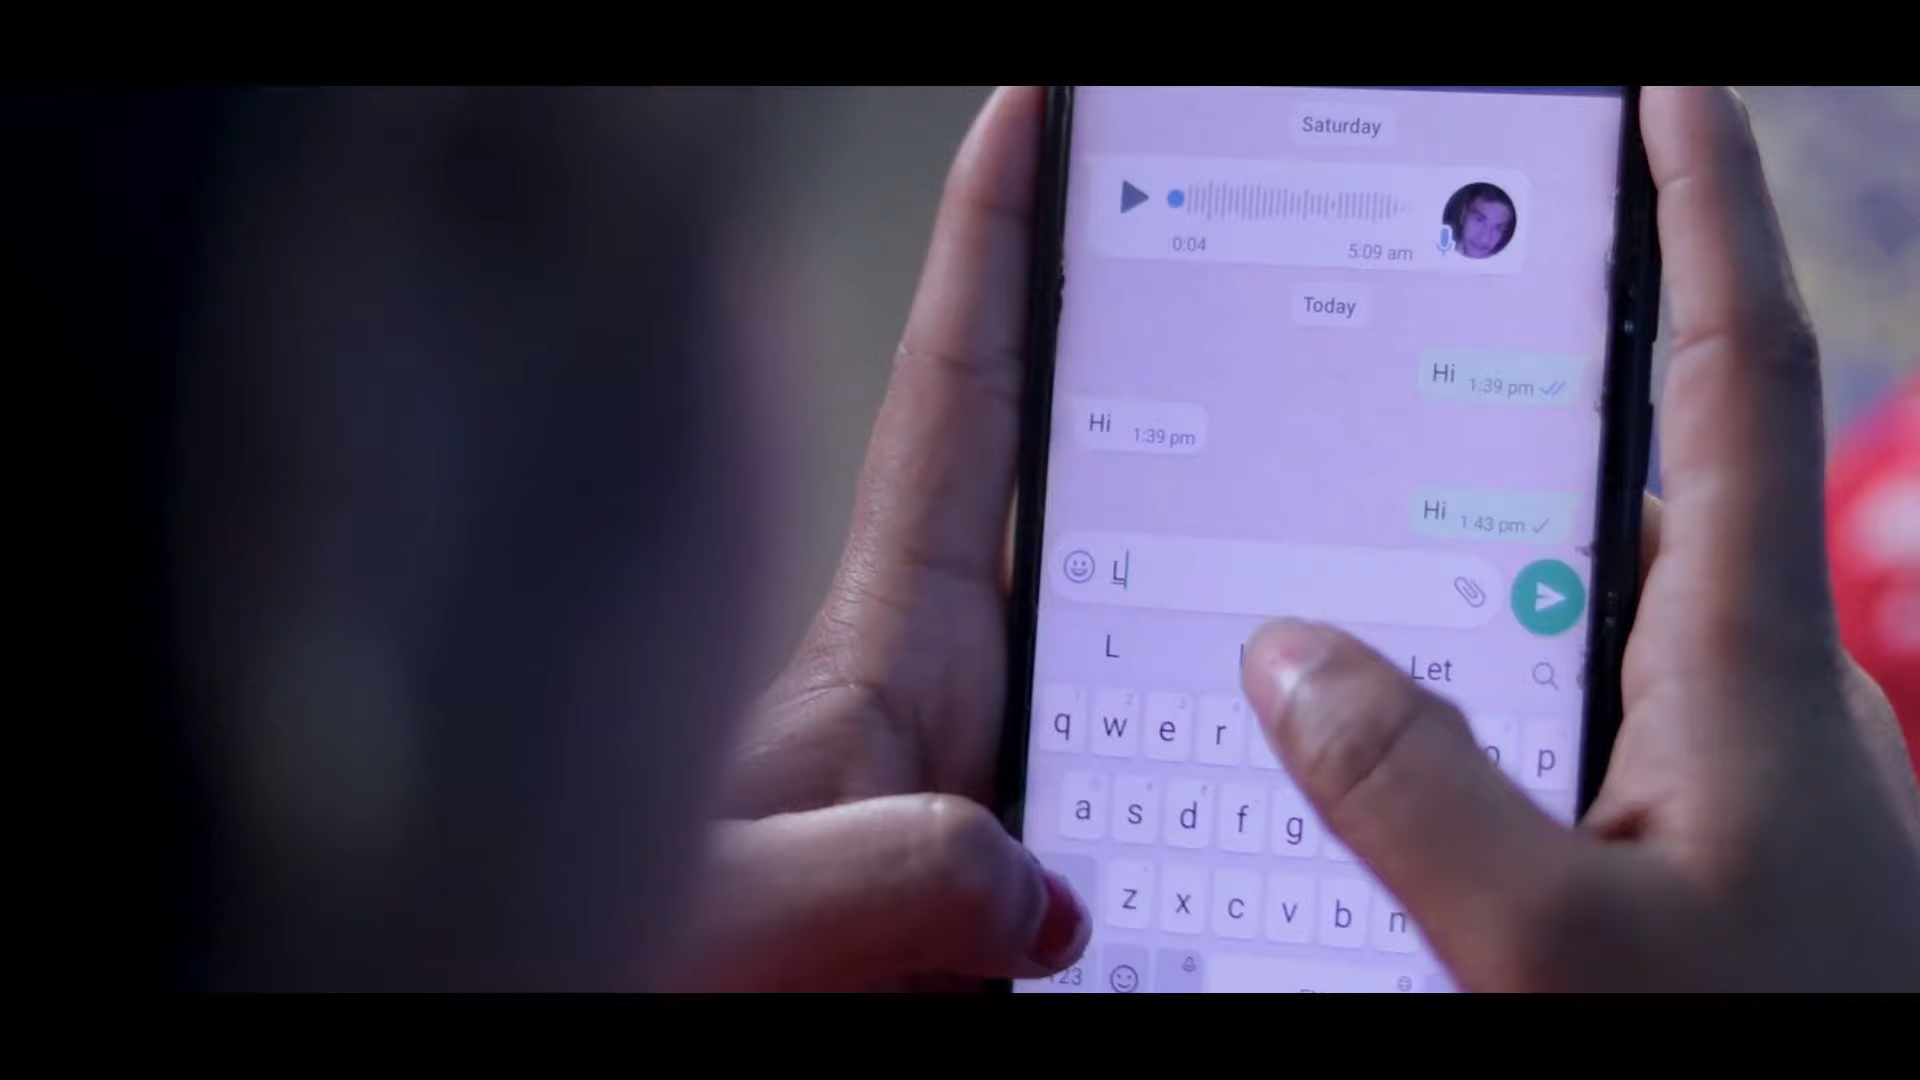 Saturday
0:04 5:09 am
Today
Hi 1:39 pm
Hi 1:39 pm
Hi 1:43 pm
L
L Let
q w e r p
a s d f g
z x c v b n